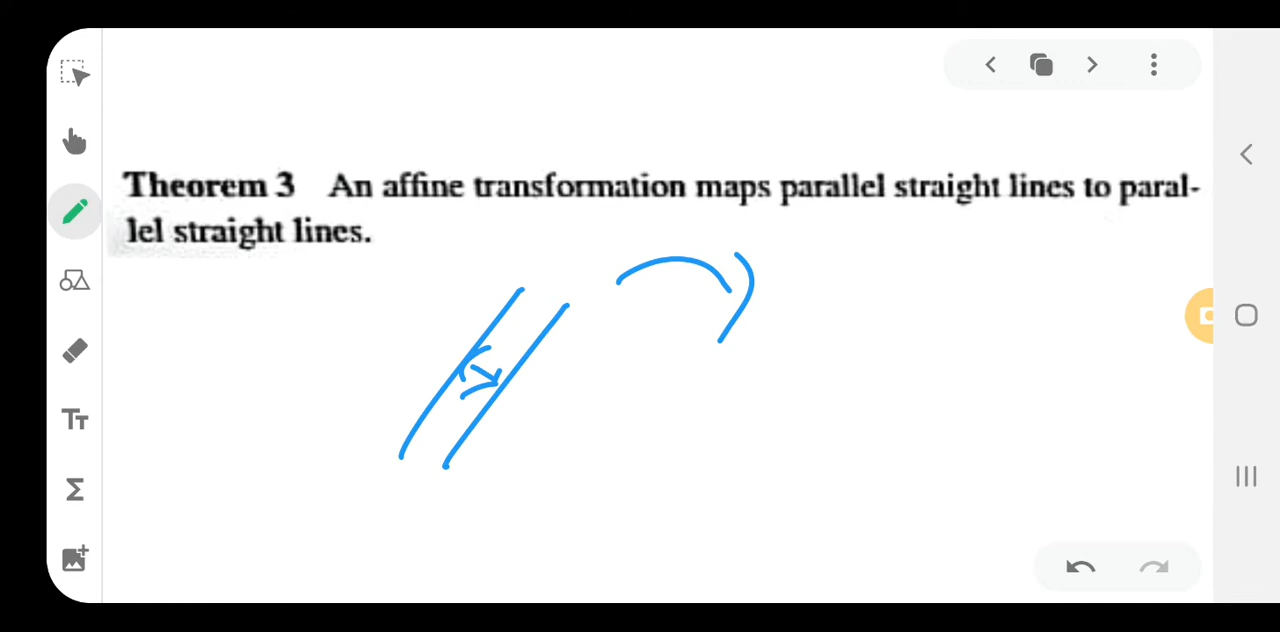 Theorem 3 An affine transformation maps parallel straight lines to paral-
lel straight lines.